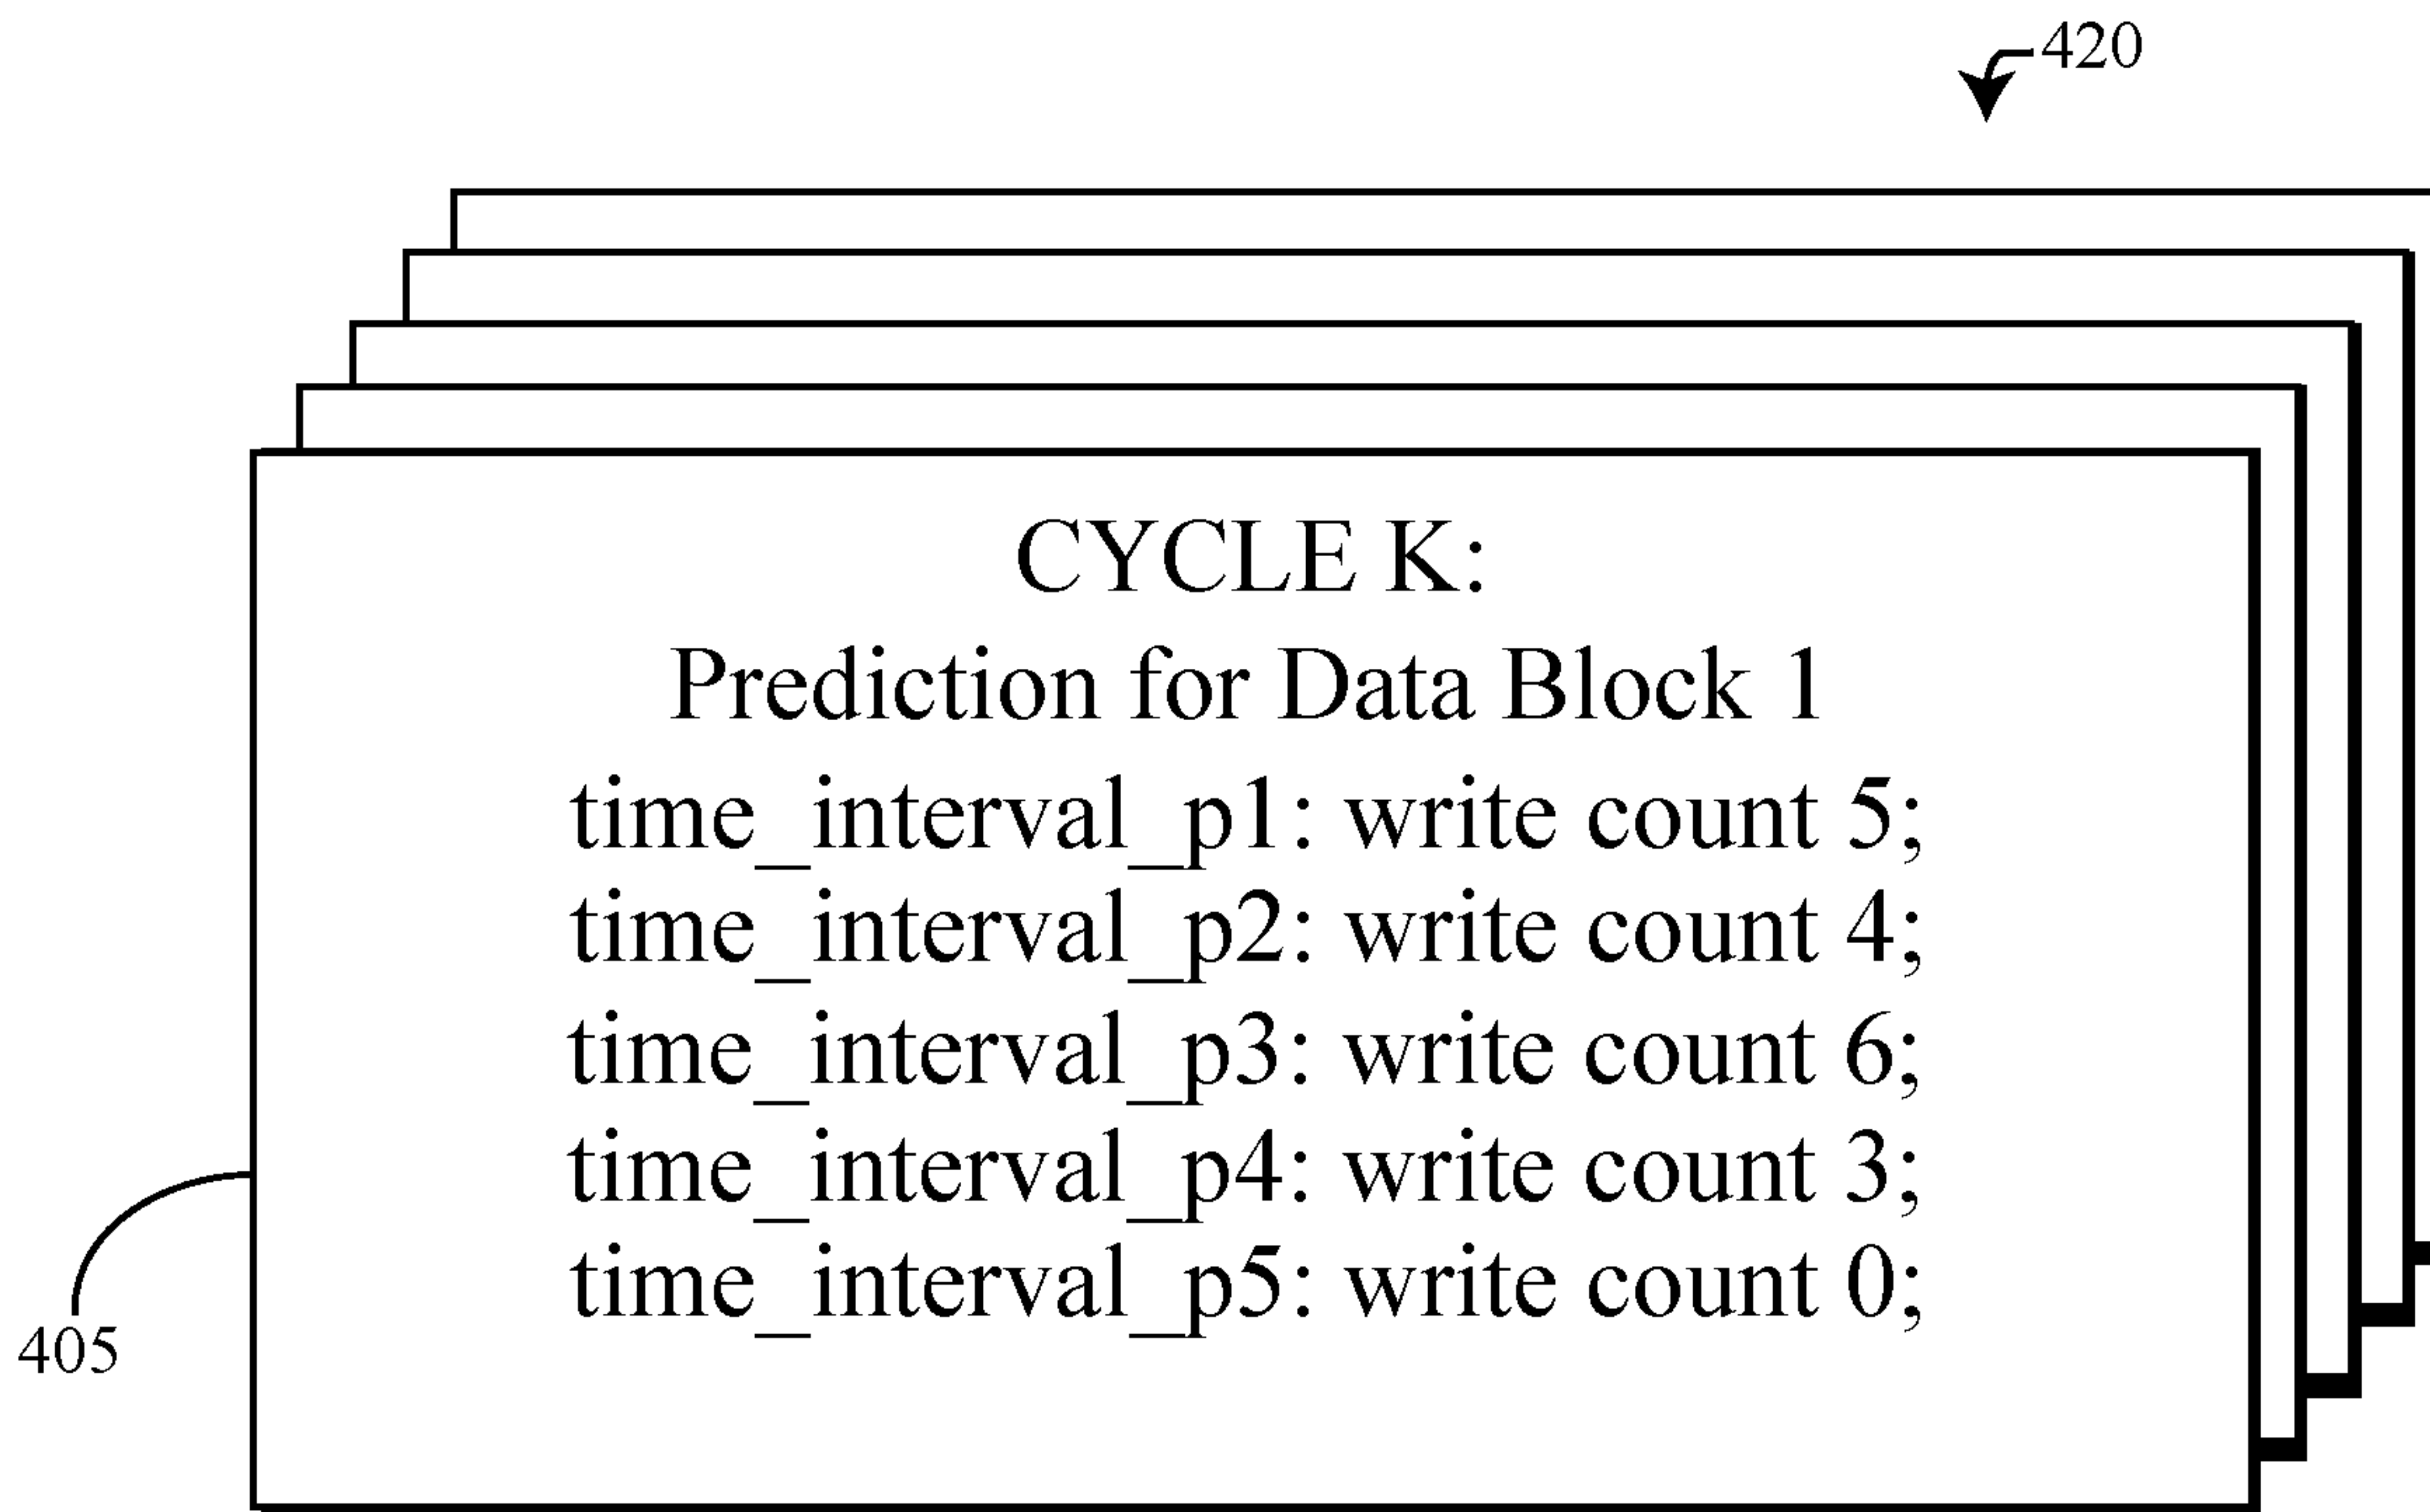 420
CYCLE K:
Prediction for Data Block 1
time_interval_p1: write count 5;
time_interval_p2: write count 4;
time_interval_p3: write count 6;
time_interval_p4: write count 3;
time_interval_p5: write count 0;
405